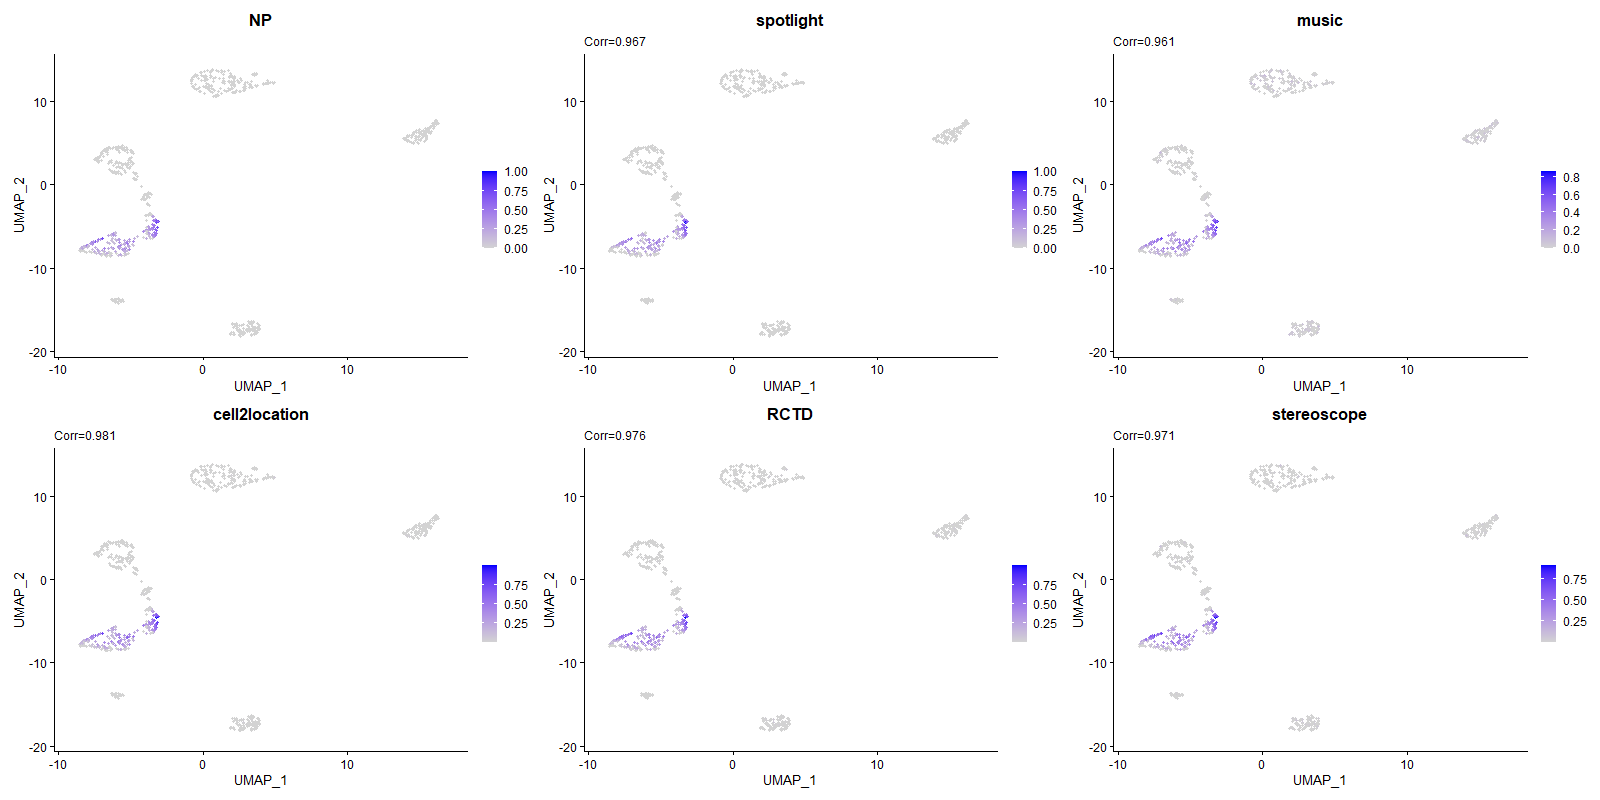 NP
10
0
-10
-20
-10
0
10
UMAP_2
UMAP_1
1.00
0.75
0.50
0.25
0.00
spotlight
Corr=0.967
10
0
-10
-20
-10
0
10
UMAP_2
UMAP_1
1.00
0.75
0.50
0.25
0.00
music
Corr=0.961
10
0
-10
-20
-10
0
10
UMAP_2
UMAP_1
0.8
0.6
0.4
0.2
0.0
cell2location
Corr=0.981
10
0
-10
-20
-10
0
10
UMAP_2
UMAP_1
0.75
0.50
0.25
RCTD
Corr=0.976
10
0
-10
-20
-10
0
10
UMAP_2
UMAP_1
0.75
0.50
0.25
stereoscope
Corr=0.971
10
0
-10
-20
-10
0
10
UMAP_2
UMAP_1
0.75
0.50
0.25